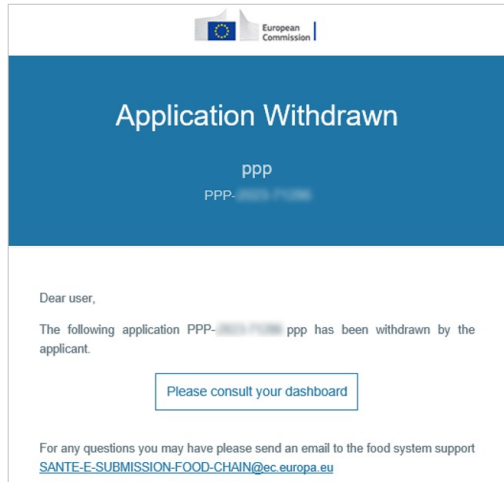 European
Commission
Application Withdrawn
ppp
PPP-
Dear user,
The following application PPP- ppp has been withdrawn by the
applicant.
Please consult your dashboard
For any questions you may have please send an email to the food system support
SANTE-E-SUBMISSION-FOOD-CHAIN@ec.europa.eu